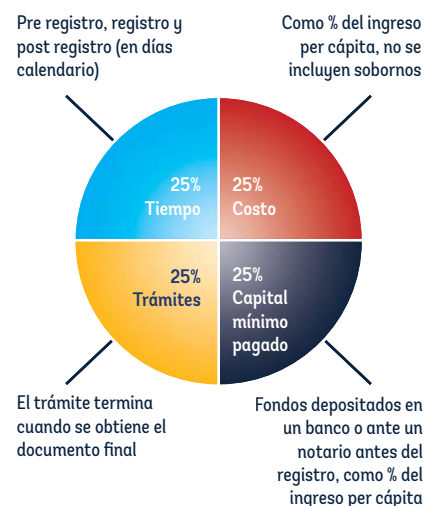 Pre registro, registro y
post registro (en días
calendario)
Como % del ingreso
per cápita, no se
incluyen sobornos
25%
Tiempo
25%
Costo
25%
Trámites
25%
Capital
mínimo
pagado
El trámite termina
cuando se obtiene el
documento final
Fondos depositados en
un banco o ante un
notario antes del
registro, como % del
ingreso per cápita